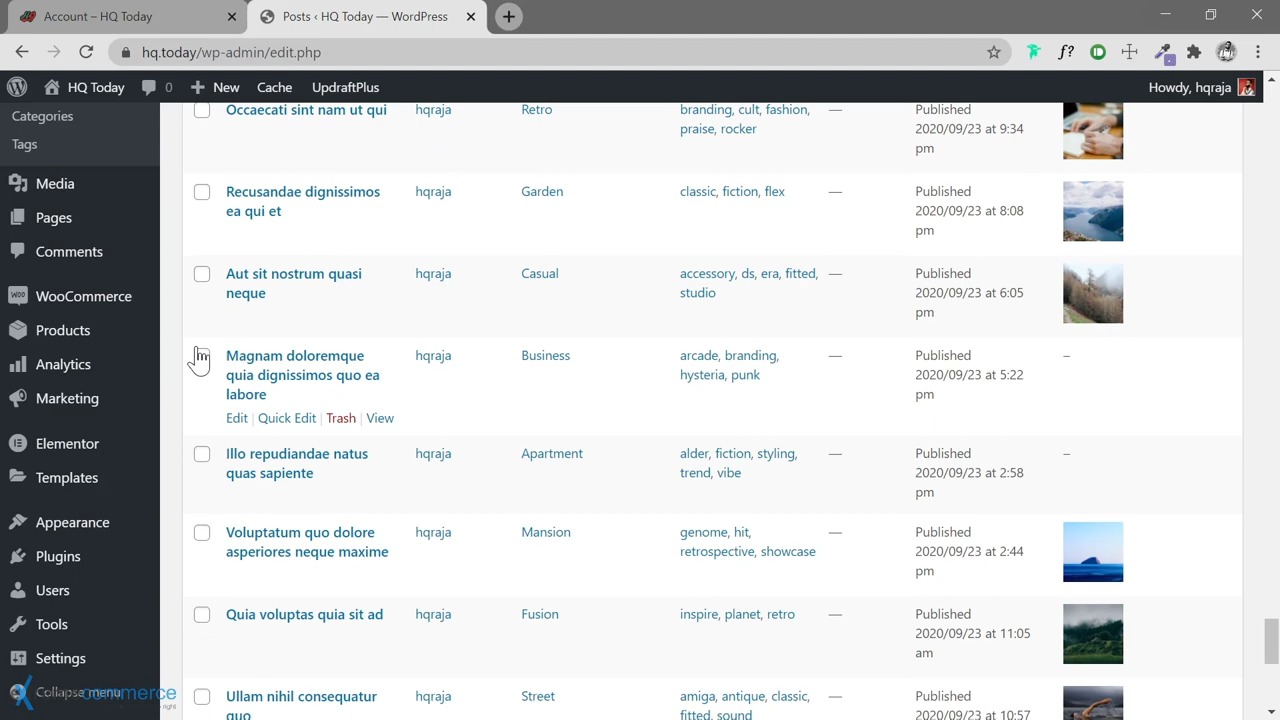 Account – HQ Today
Posts ‹ HQ Today — WordPress
hq.today/wp-admin/edit.php
f?
HQ Today
0
New
Cache
UpdraftPlus
Howdy, hqraja
Categories
Tags
Media
Pages
Comments
WooCommerce
Products
Analytics
Marketing
Elementor
Templates
Appearance
Plugins
Users
Tools
Settings
Collapse menu
commerce
Occaecati sint nam ut qui
hqraja
Retro
branding, cult, fashion,
praise, rocker
—
Published
2020/09/23 at 9:34
pm
Recusandae dignissimos
ea qui et
hqraja
Garden
classic, fiction, flex
—
Published
2020/09/23 at 8:08
pm
Aut sit nostrum quasi
neque
hqraja
Casual
accessory, ds, era, fitted,
studio
—
Published
2020/09/23 at 6:05
pm
Magnam doloremque
quia dignissimos quo ea
labore
Edit | Quick Edit | Trash | View
hqraja
Business
arcade, branding,
hysteria, punk
—
Published
2020/09/23 at 5:22
pm
–
Illo repudiandae natus
quas sapiente
hqraja
Apartment
alder, fiction, styling,
trend, vibe
—
Published
2020/09/23 at 2:58
pm
–
Voluptatum quo dolore
asperiores neque maxime
hqraja
Mansion
genome, hit,
retrospective, showcase
—
Published
2020/09/23 at 2:44
pm
Quia voluptas quia sit ad
hqraja
Fusion
inspire, planet, retro
—
Published
2020/09/23 at 11:05
am
Ullam nihil consequatur
quo
hqraja
Street
amiga, antique, classic,
fitted, sound
—
Published
2020/09/23 at 10:57